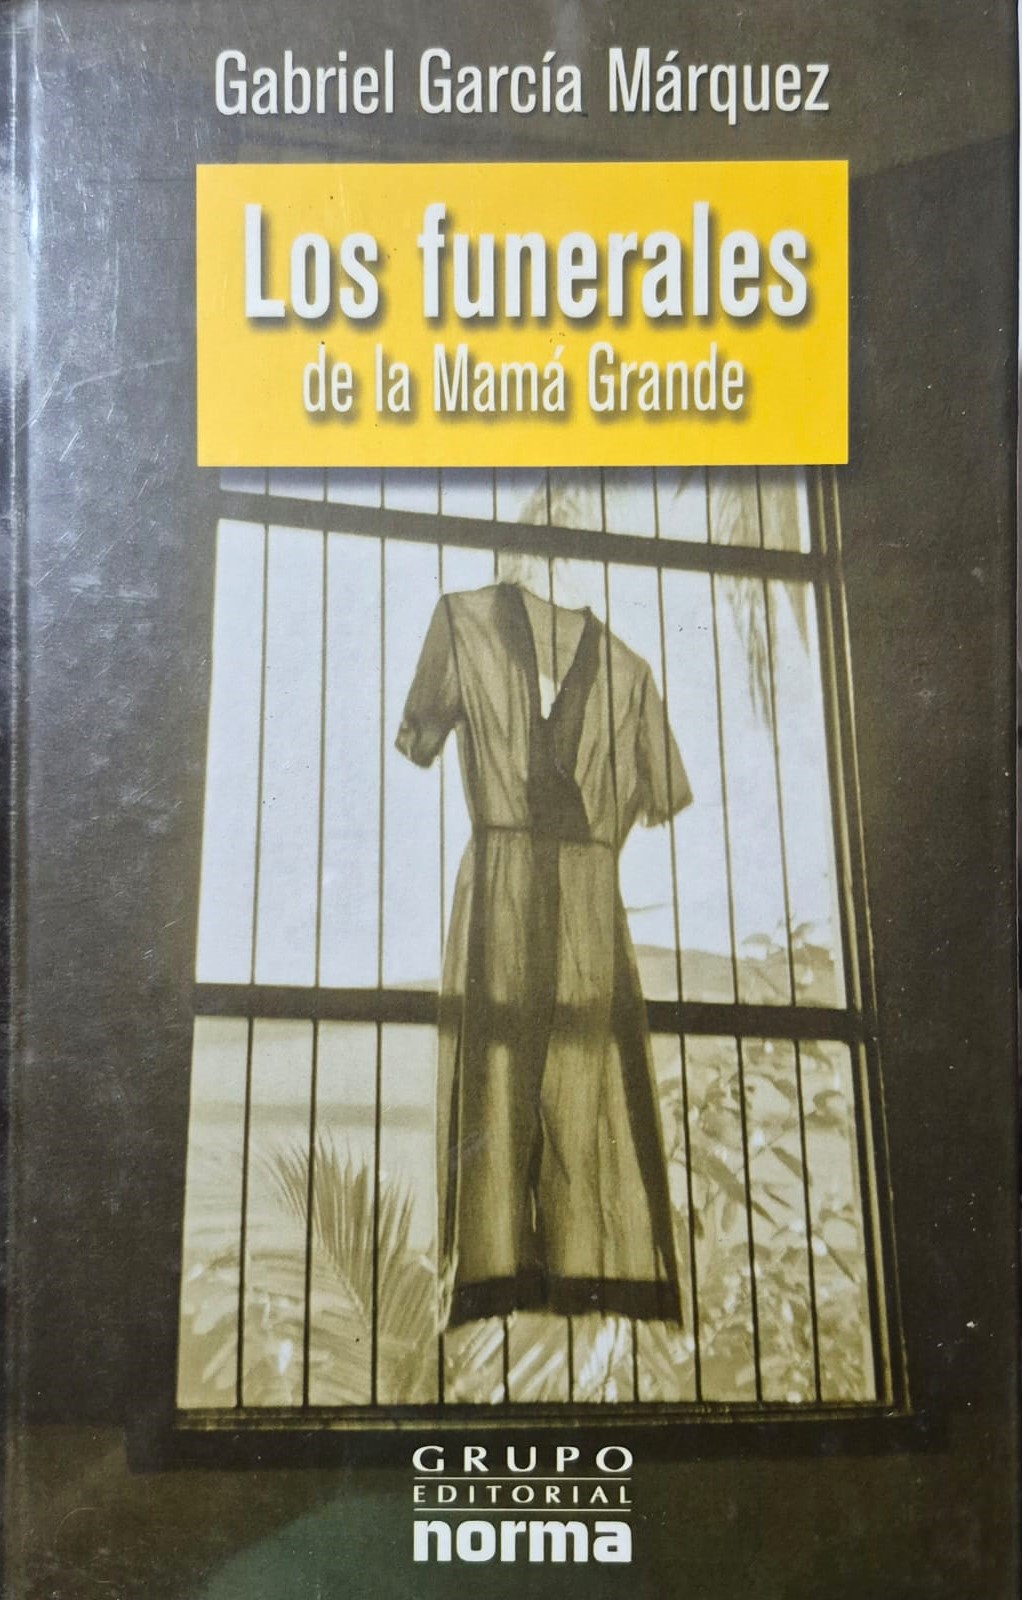 Gabriel García Márquez
Los funerales
de la Mamá Grande
GRUPO
EDITORIAL
norma